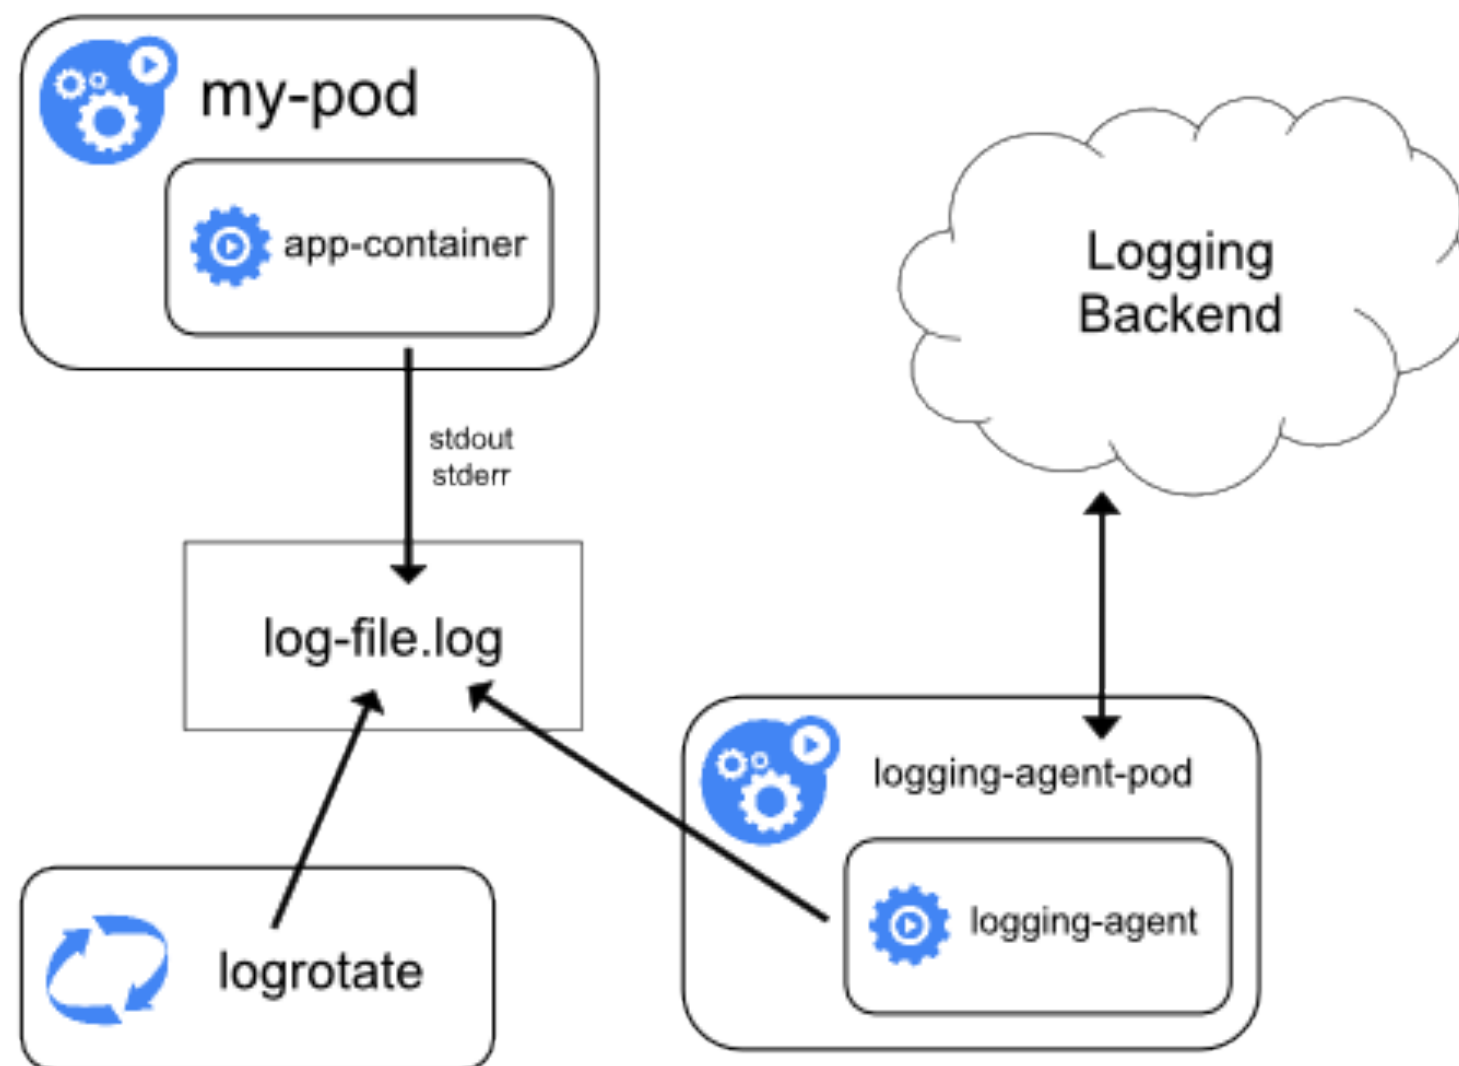 my-pod
app-container
stdout
stderr
Logging
Backend
log-file.log
logging-agent-pod
logging-agent
logrotate